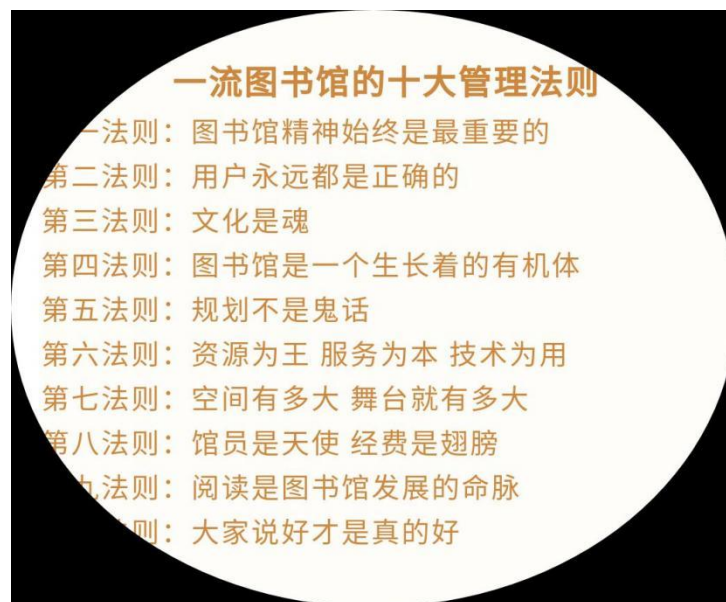 一流图书馆的十大管理法则
一法则：图书馆精神始终是最重要的
第二法则：用户永远都是正确的
第三法则：文化是魂
第四法则：图书馆是一个生长着的有机体
第五法则：规划不是鬼话
第六法则：资源为王 服务为本 技术为用
第七法则：空间有多大 舞台就有多大
第八法则：馆员是天使 经费是翅膀
九法则：阅读是图书馆发展的命脉
则：大家说好才是真的好